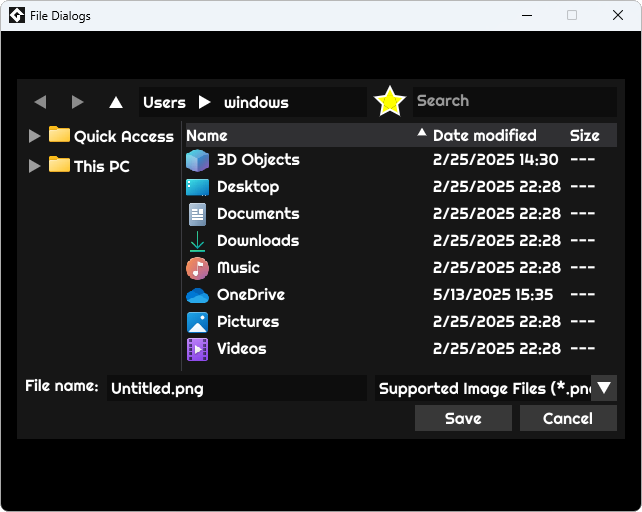 File Dialogs
Users windows Search
Quick Access
This PC
Name Date modified Size
3D Objects 2/25/2025 14:30 ---
Desktop 2/25/2025 22:28 ---
Documents 2/25/2025 22:28 ---
Downloads 2/25/2025 22:28 ---
Music 2/25/2025 22:28 ---
OneDrive 5/13/2025 15:35 ---
Pictures 2/25/2025 22:28 ---
Videos 2/25/2025 22:28 ---
File name: Untitled.png Supported Image Files (*.pn
Save Cancel